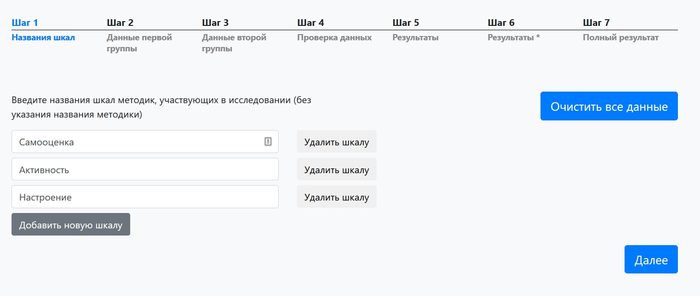 Шаг 1 Шаг 2 Шаг 3 Шаг 4 Шаг 5 Шаг 6 Шаг 7
Названия шкал Данные первой группы Данные второй группы Проверка данных Результаты Результаты * Полный результат
Введите названия шкал методик, участвующих в исследовании (без
указания названия методики)
Очистить все данные
Самооценка Удалить шкалу
Активность Удалить шкалу
Настроение Удалить шкалу
Добавить новую шкалу
Далее